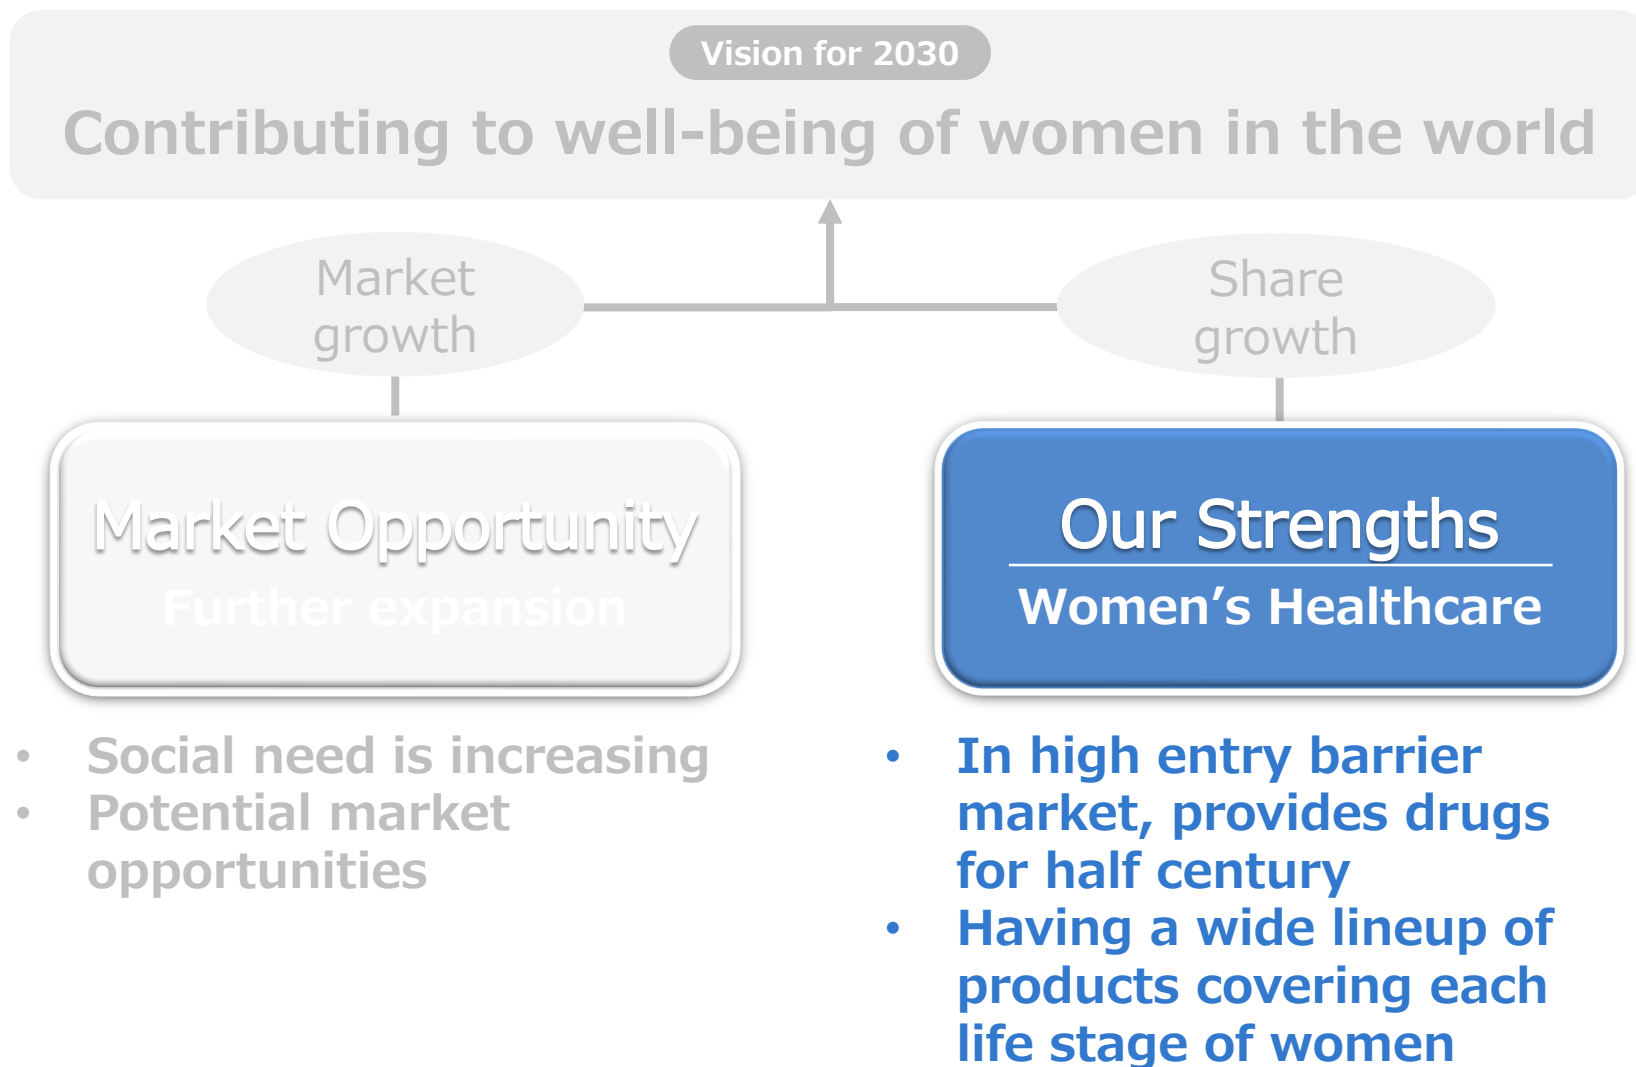 Vision for 2030
Contributing to well-being of women in the world
Market
growth
Share
growth
Market Opportunity
Further expansion
Our Strengths
Women’s Healthcare
• Social need is increasing
• Potential market
opportunities
• In high entry barrier
market, provides drugs
for half century
• Having a wide lineup of
products covering each
life stage of women